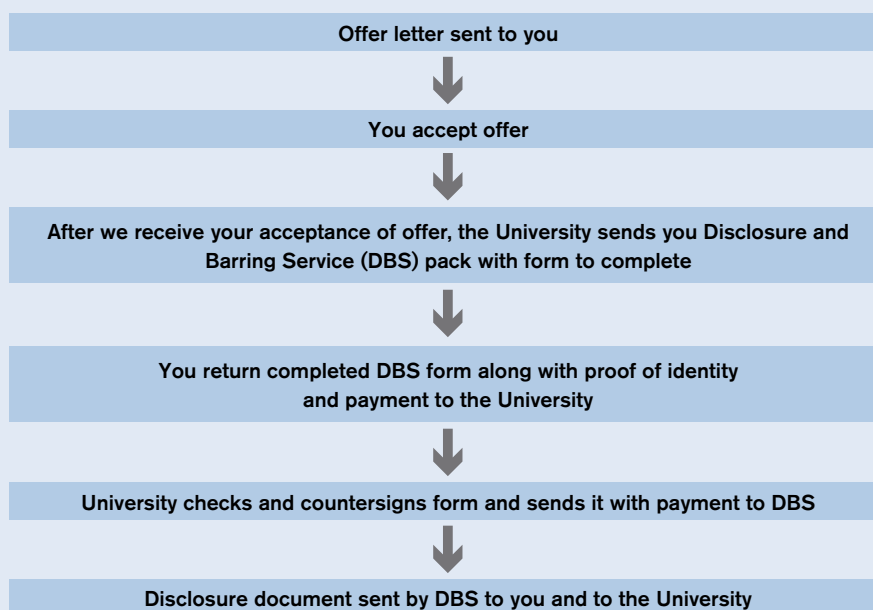 Offer letter sent to you
You accept offer
After we receive your acceptance of offer, the University sends you Disclosure and
Barring Service (DBS) pack with form to complete
You return completed DBS form along with proof of identity
and payment to the University
University checks and countersigns form and sends it with payment to DBS
Disclosure document sent by DBS to you and to the University